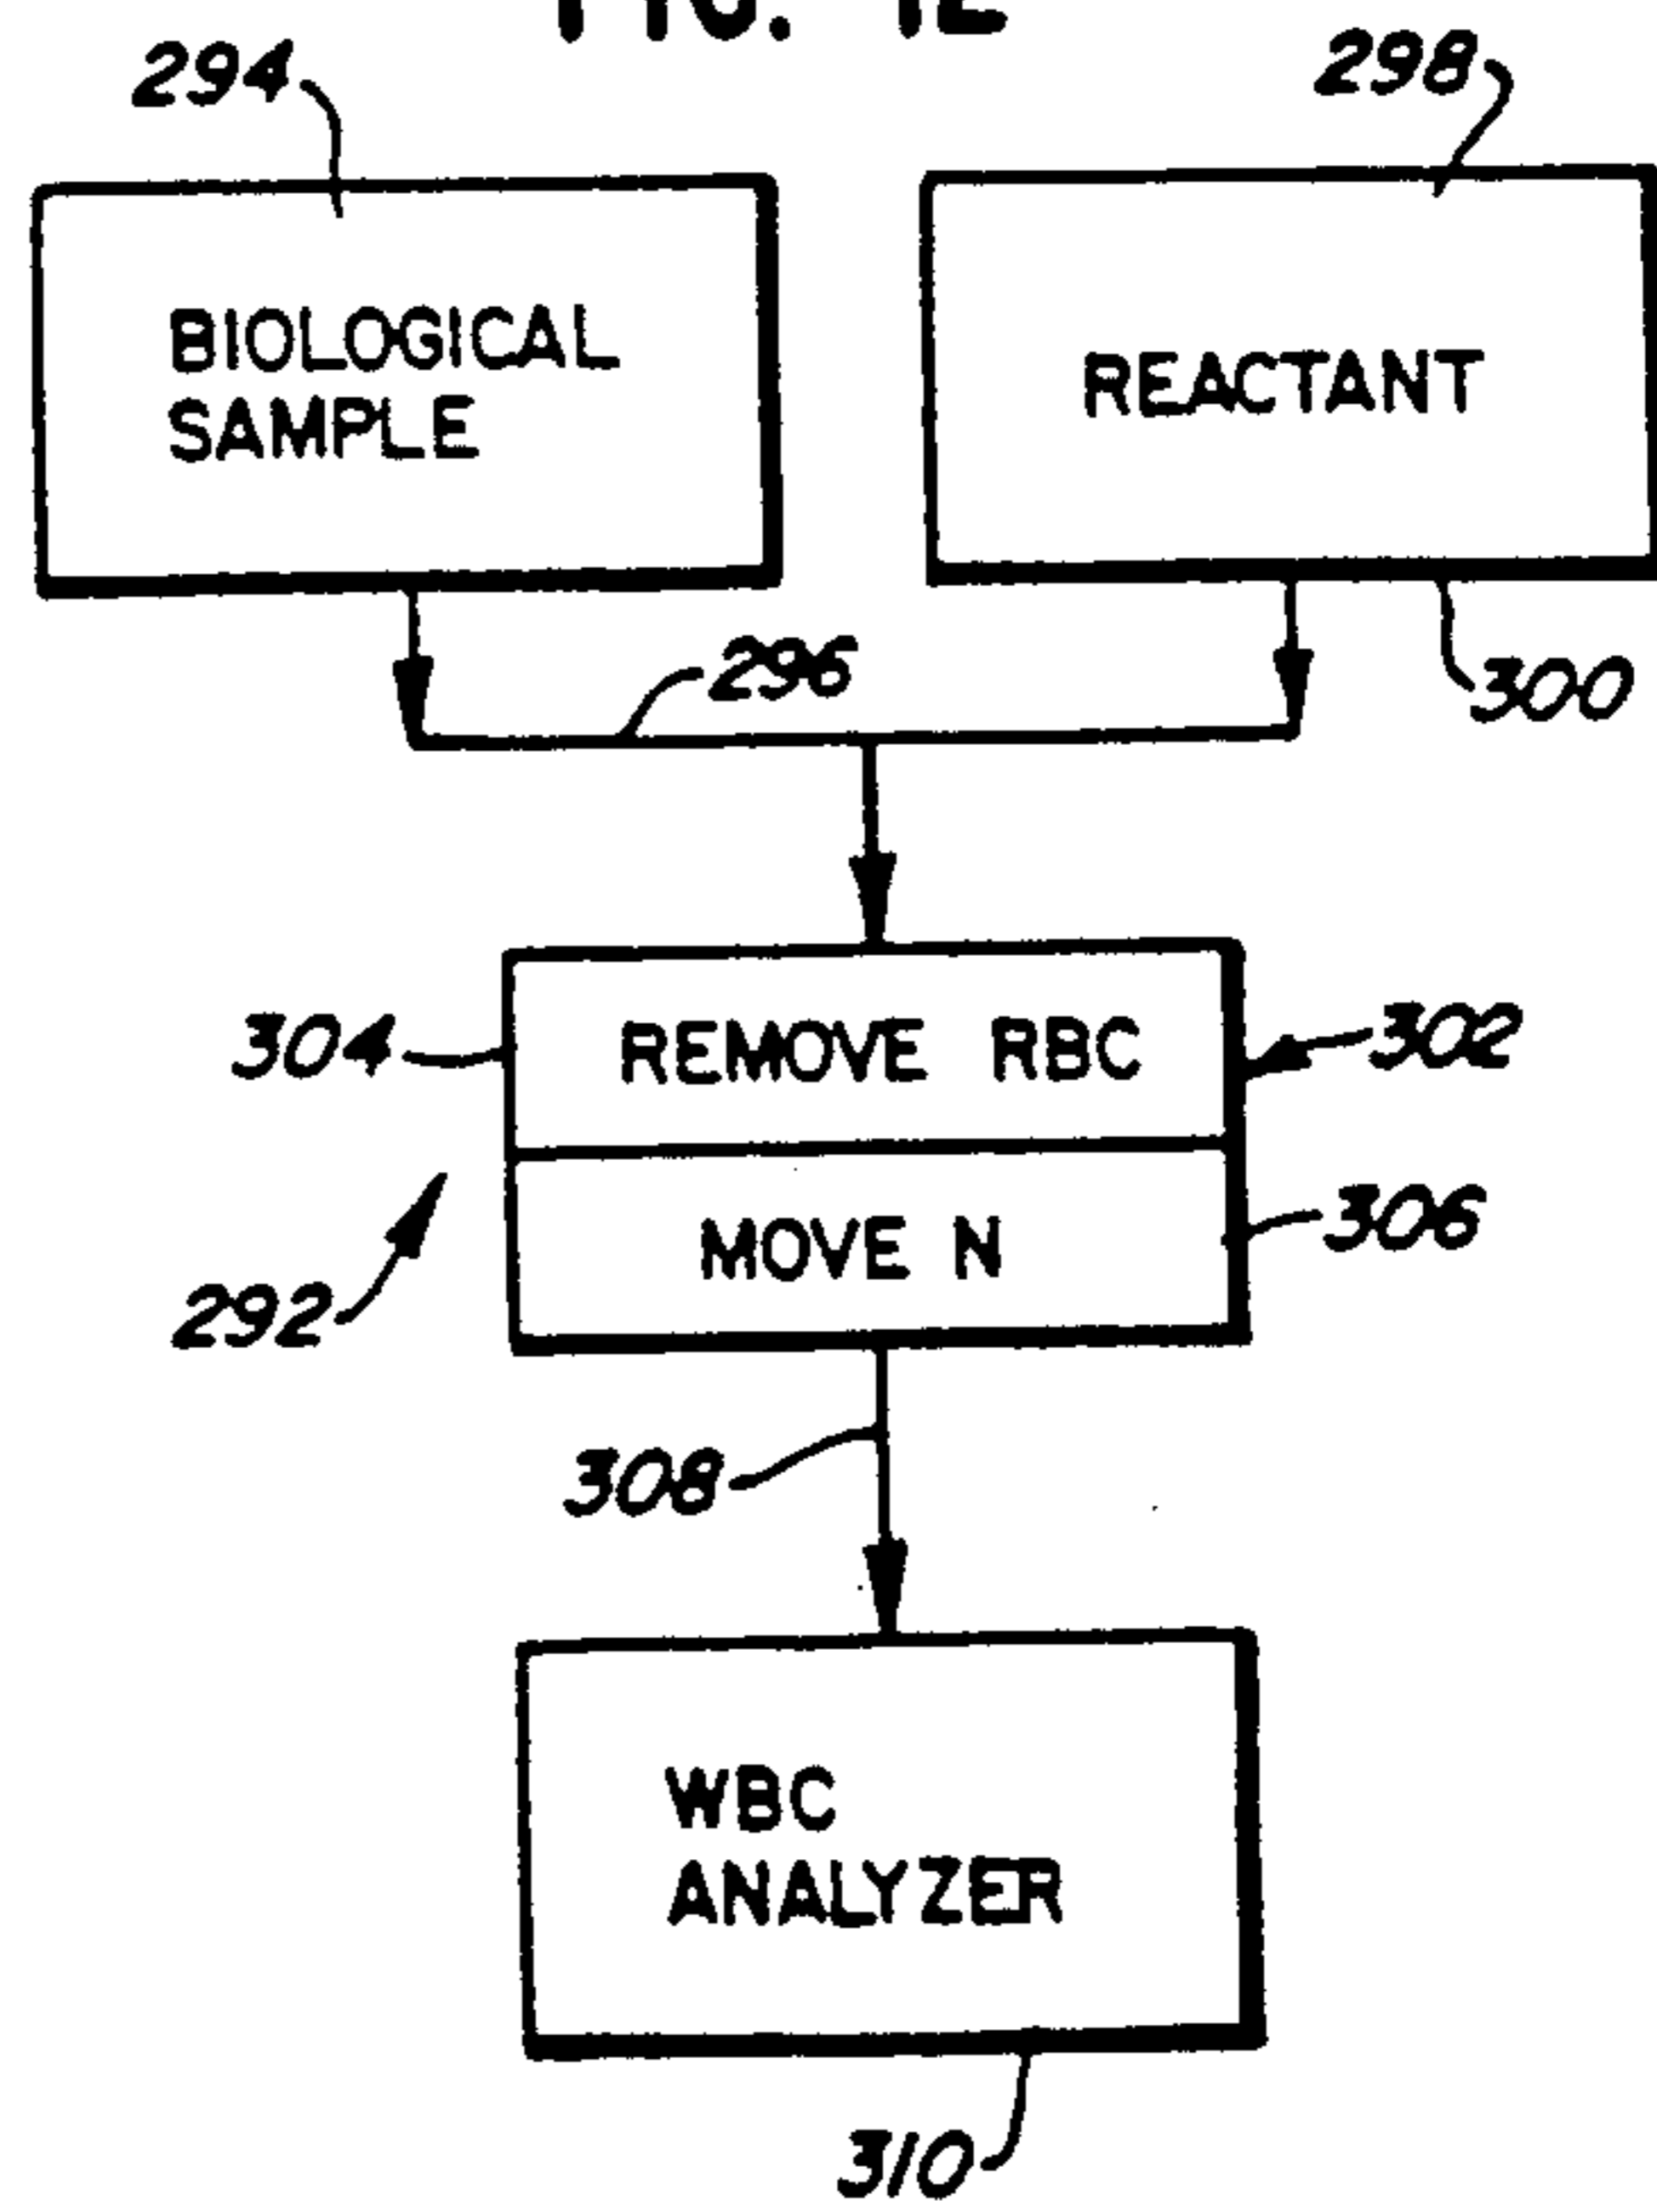 294
298
BIOLOGICAL
SAMPLE
REACTANT
296
300
304
REMOVE RBC
302
MOVE N
306
292
308
WBC
ANALYZER
310